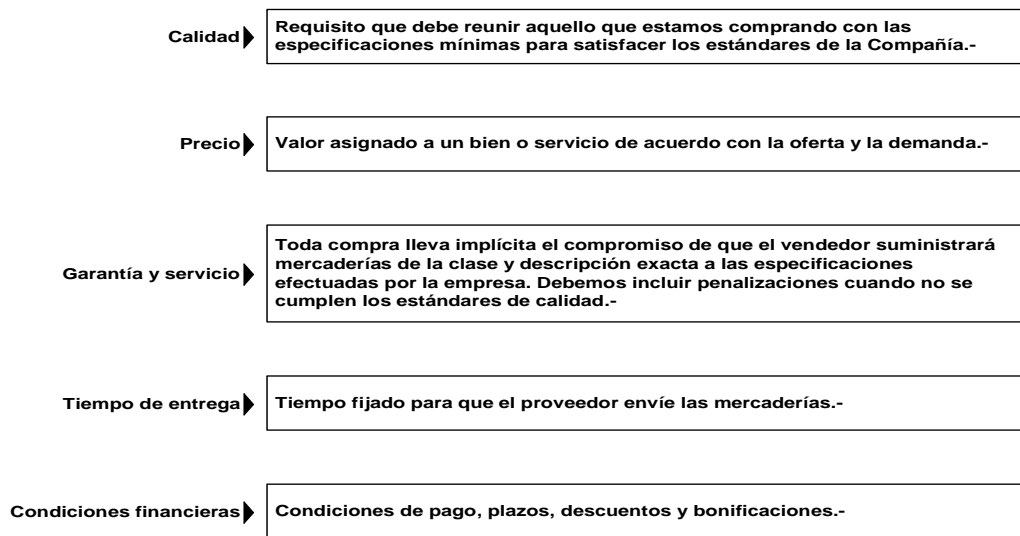 Calidad
Requisito que debe reunir aquello que estamos comprando con las
especificaciones mínimas para satisfacer los estándares de la Compañía.-
Precio
Valor asignado a un bien o servicio de acuerdo con la oferta y la demanda.-
Garantía y servicio
Toda compra lleva implícita el compromiso de que el vendedor suministrará
mercaderías de la clase y descripción exacta a las especificaciones
efectuadas por la empresa. Debemos incluir penalizaciones cuando no se
cumplen los estándares de calidad.-
Tiempo de entrega
Tiempo fijado para que el proveedor envíe las mercaderías.-
Condiciones financieras
Condiciones de pago, plazos, descuentos y bonificaciones.-